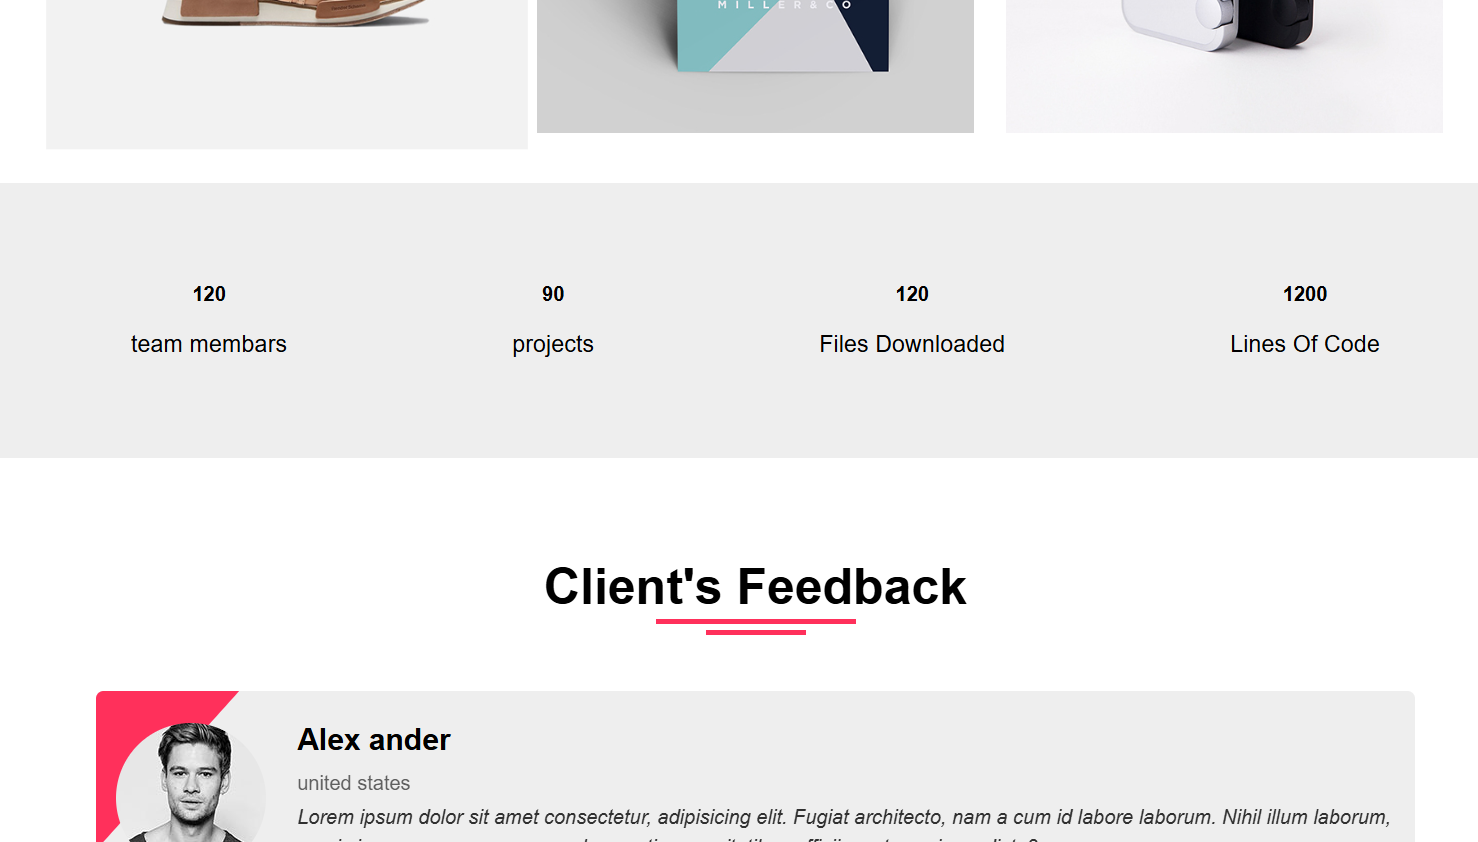 MILLER&CO
120
90
120
1200
team membars
projects
Files Downloaded
Lines Of Code
Client's Feedback
Alex ander
united states
Lorem ipsum dolor sit amet consectetur, adipisicing elit. Fugiat architecto, nam a cum id labore laborum. Nihil illum laborum,